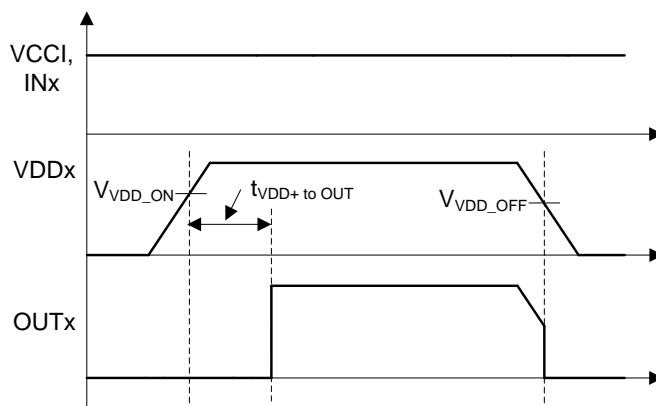 VCCI,
INx
VDDx
VVDD_ON
tVDD+ to OUT
VVDD_OFF
OUTx